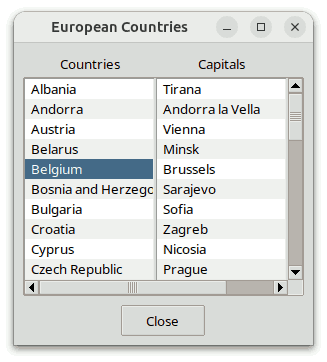 European Countries
Countries Capitals
Albania Tirana
Andorra Andorra la Vella
Austria Vienna
Belarus Minsk
Belgium Brussels
Bosnia and Herzego Sarajevo
Bulgaria Sofia
Croatia Zagreb
Cyprus Nicosia
Czech Republic Prague
Close